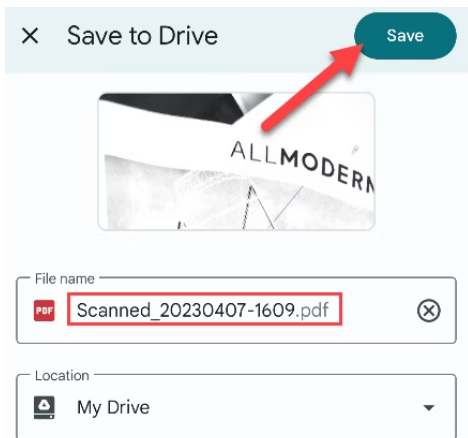 Save to Drive
Save
ALLMODERN
File name
PDF
Scanned_20230407-1609.pdf
Location
My Drive